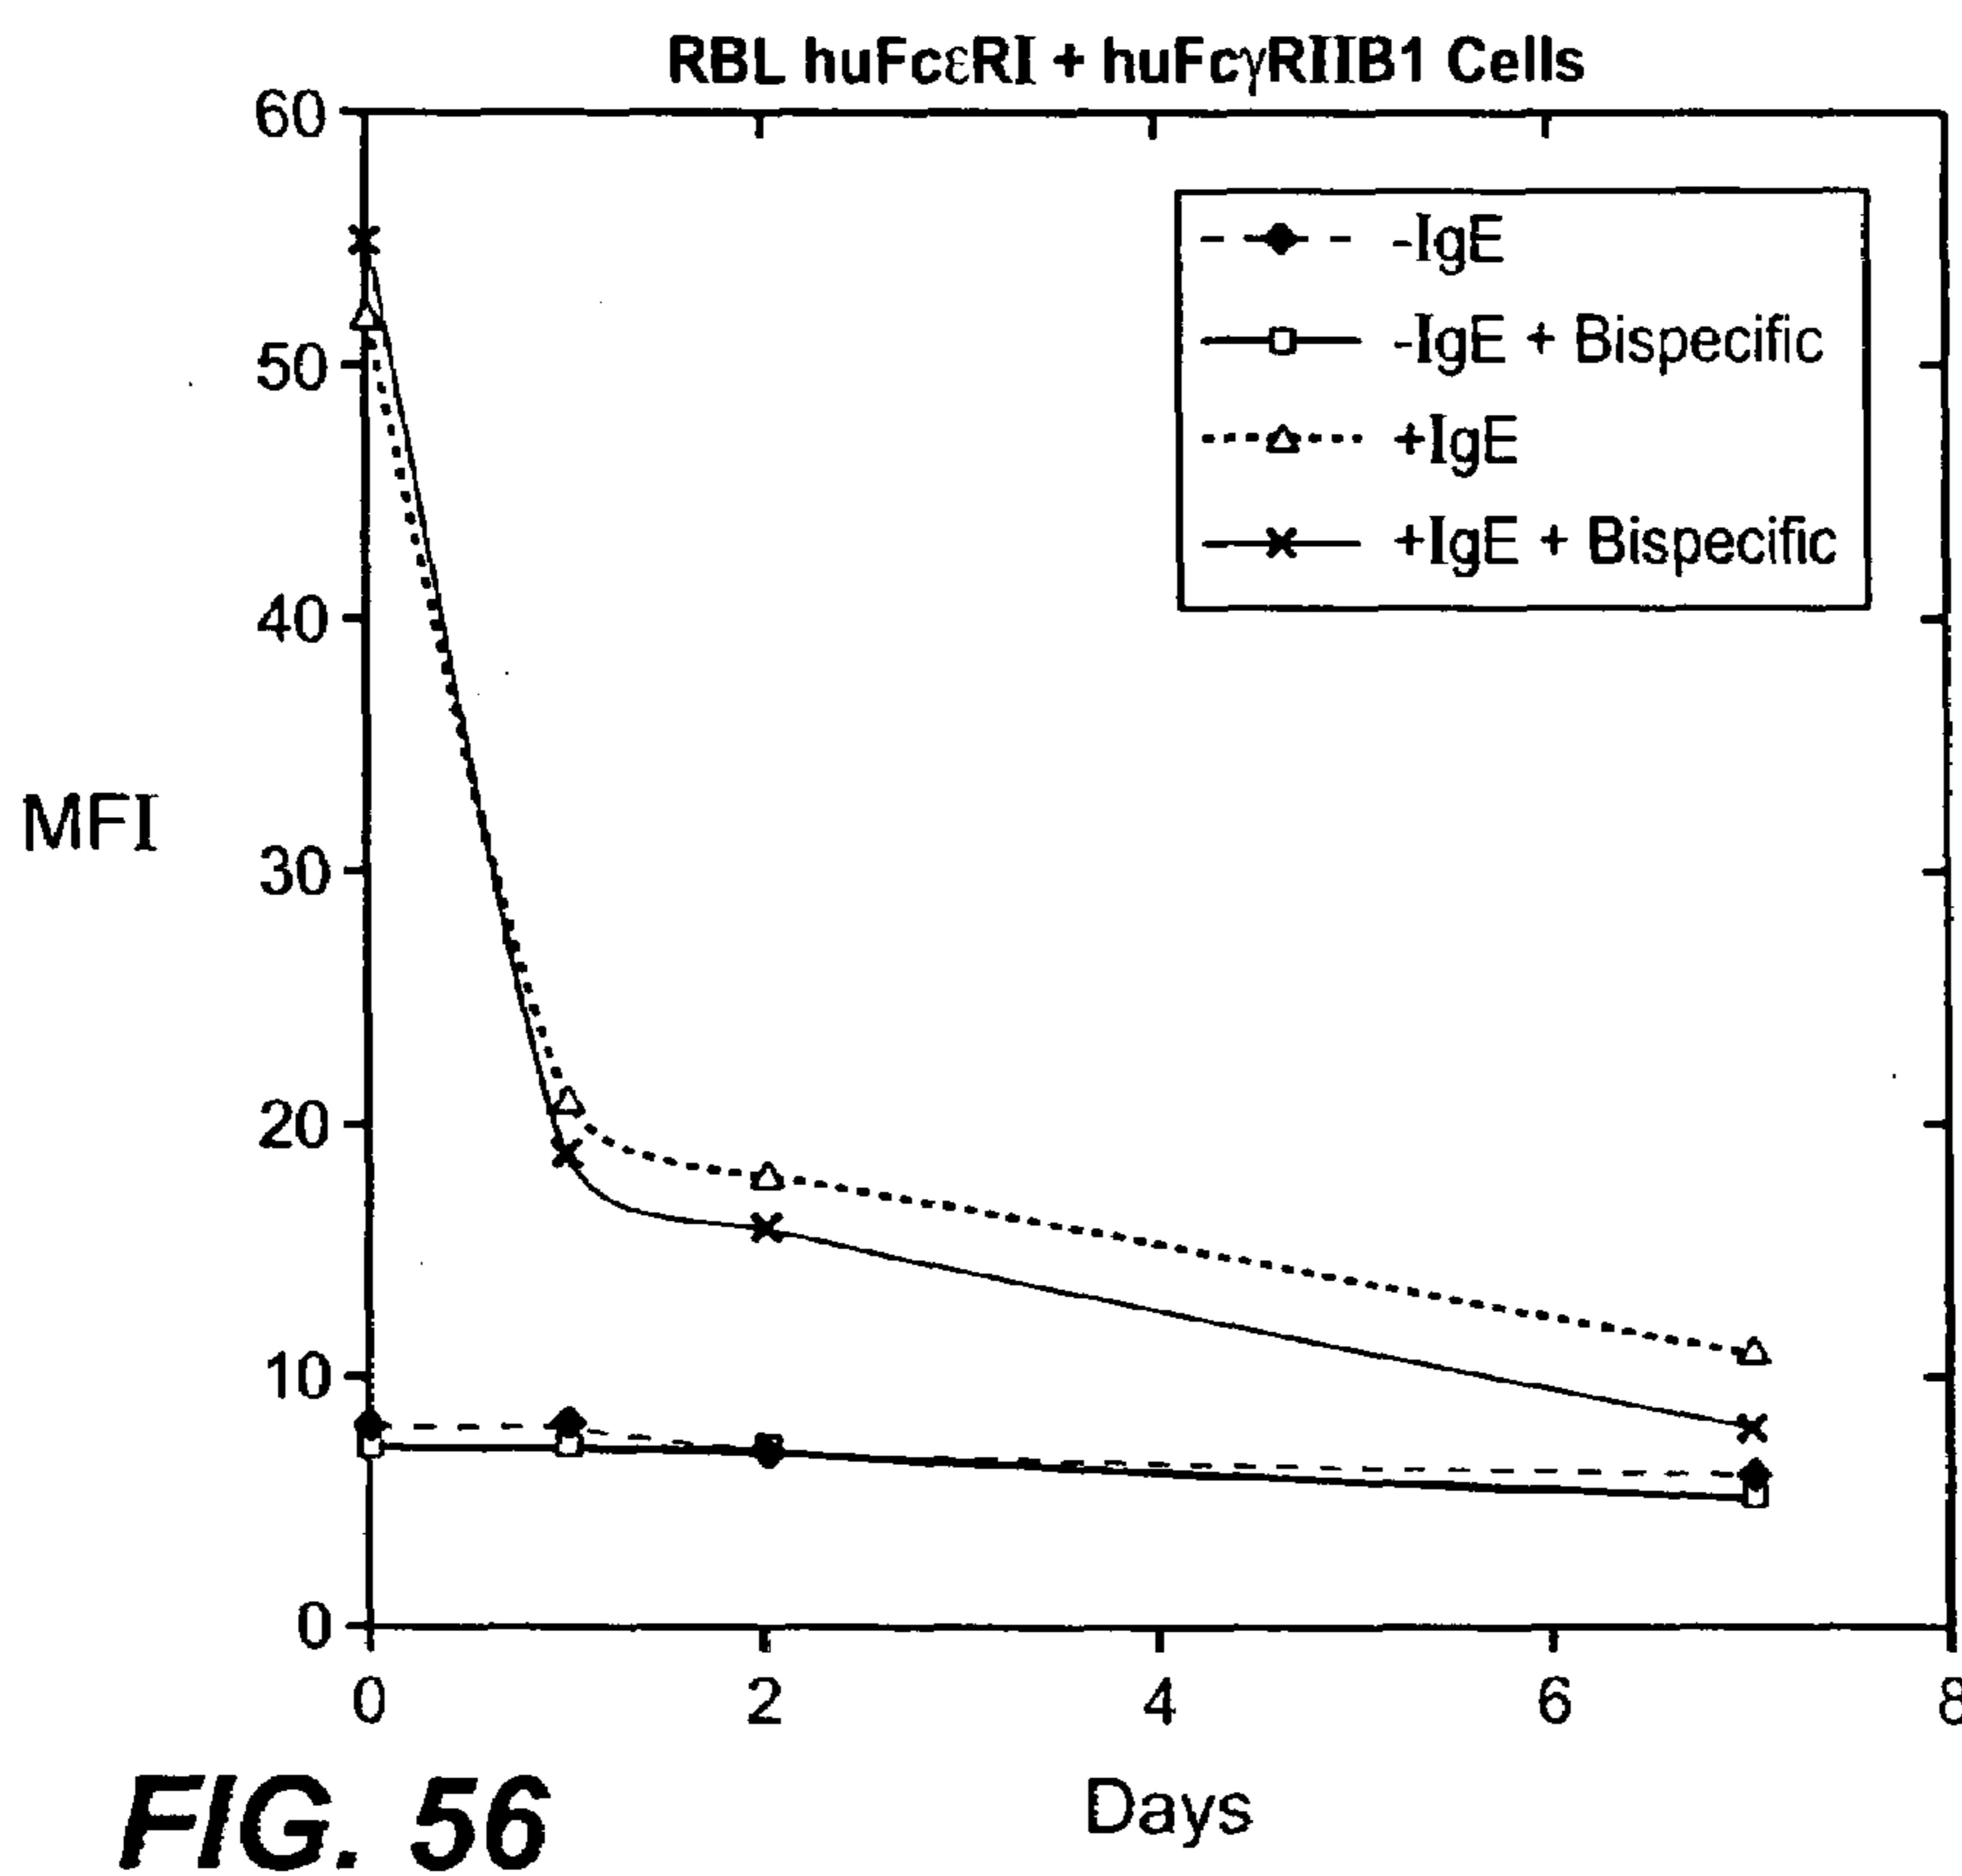 RBL huFcεRI + huFcγRIIB1 Cells
60
50
40
30
20
10
0
MFI
-IgE
-IgE + Bispecific
+IgE
+IgE + Bispecific
0 2 4 6 8
Days
FIG. 56